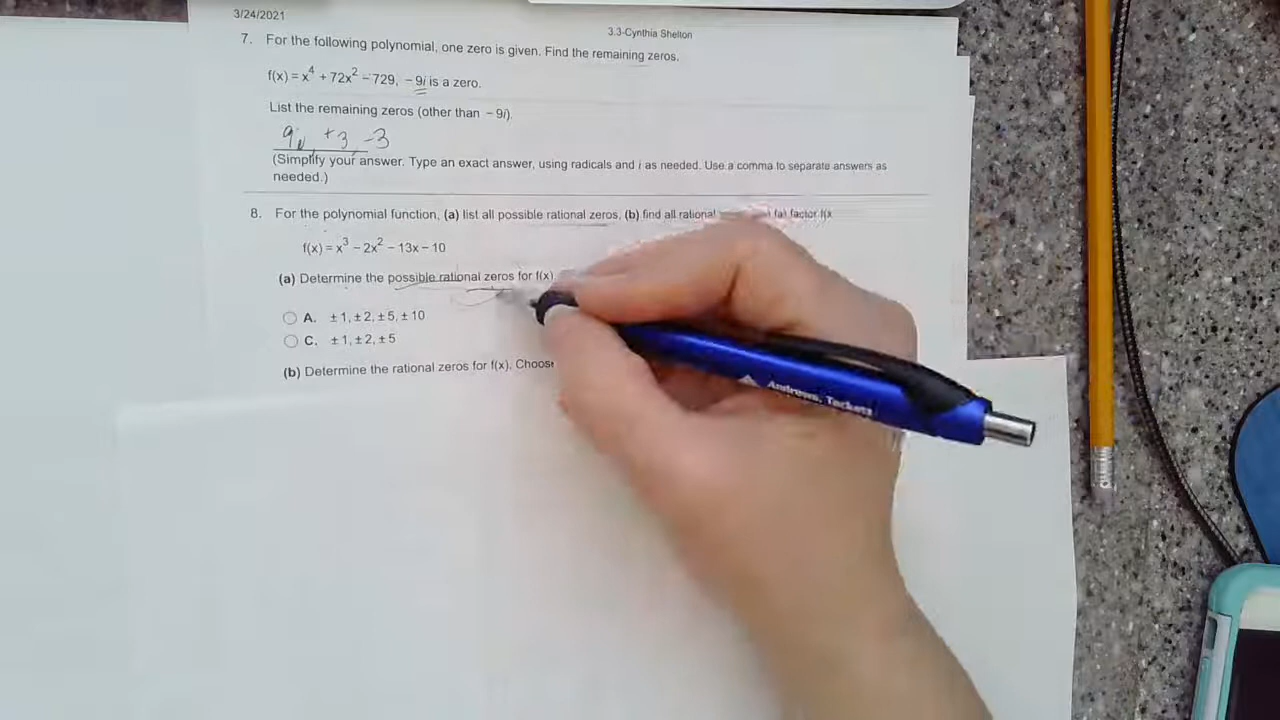 3/24/2021
3.3-Cynthia Shelton
7. For the following polynomial, one zero is given. Find the remaining zeros.
f(x) = x⁴ + 72x² − 729, − 9i is a zero.
List the remaining zeros (other than − 9i).
9i, +3, -3
(Simplify your answer. Type an exact answer, using radicals and i as needed. Use a comma to separate answers as
needed.)
8. For the polynomial function, (a) list all possible rational zeros, (b) find all rational factor f(x
f(x) = x³ − 2x² − 13x − 10
(a) Determine the possible rational zeros for f(x).
A. ± 1, ± 2, ± 5, ± 10
C. ± 1, ± 2, ± 5
(b) Determine the rational zeros for f(x). Choose
Andrews, Tackett